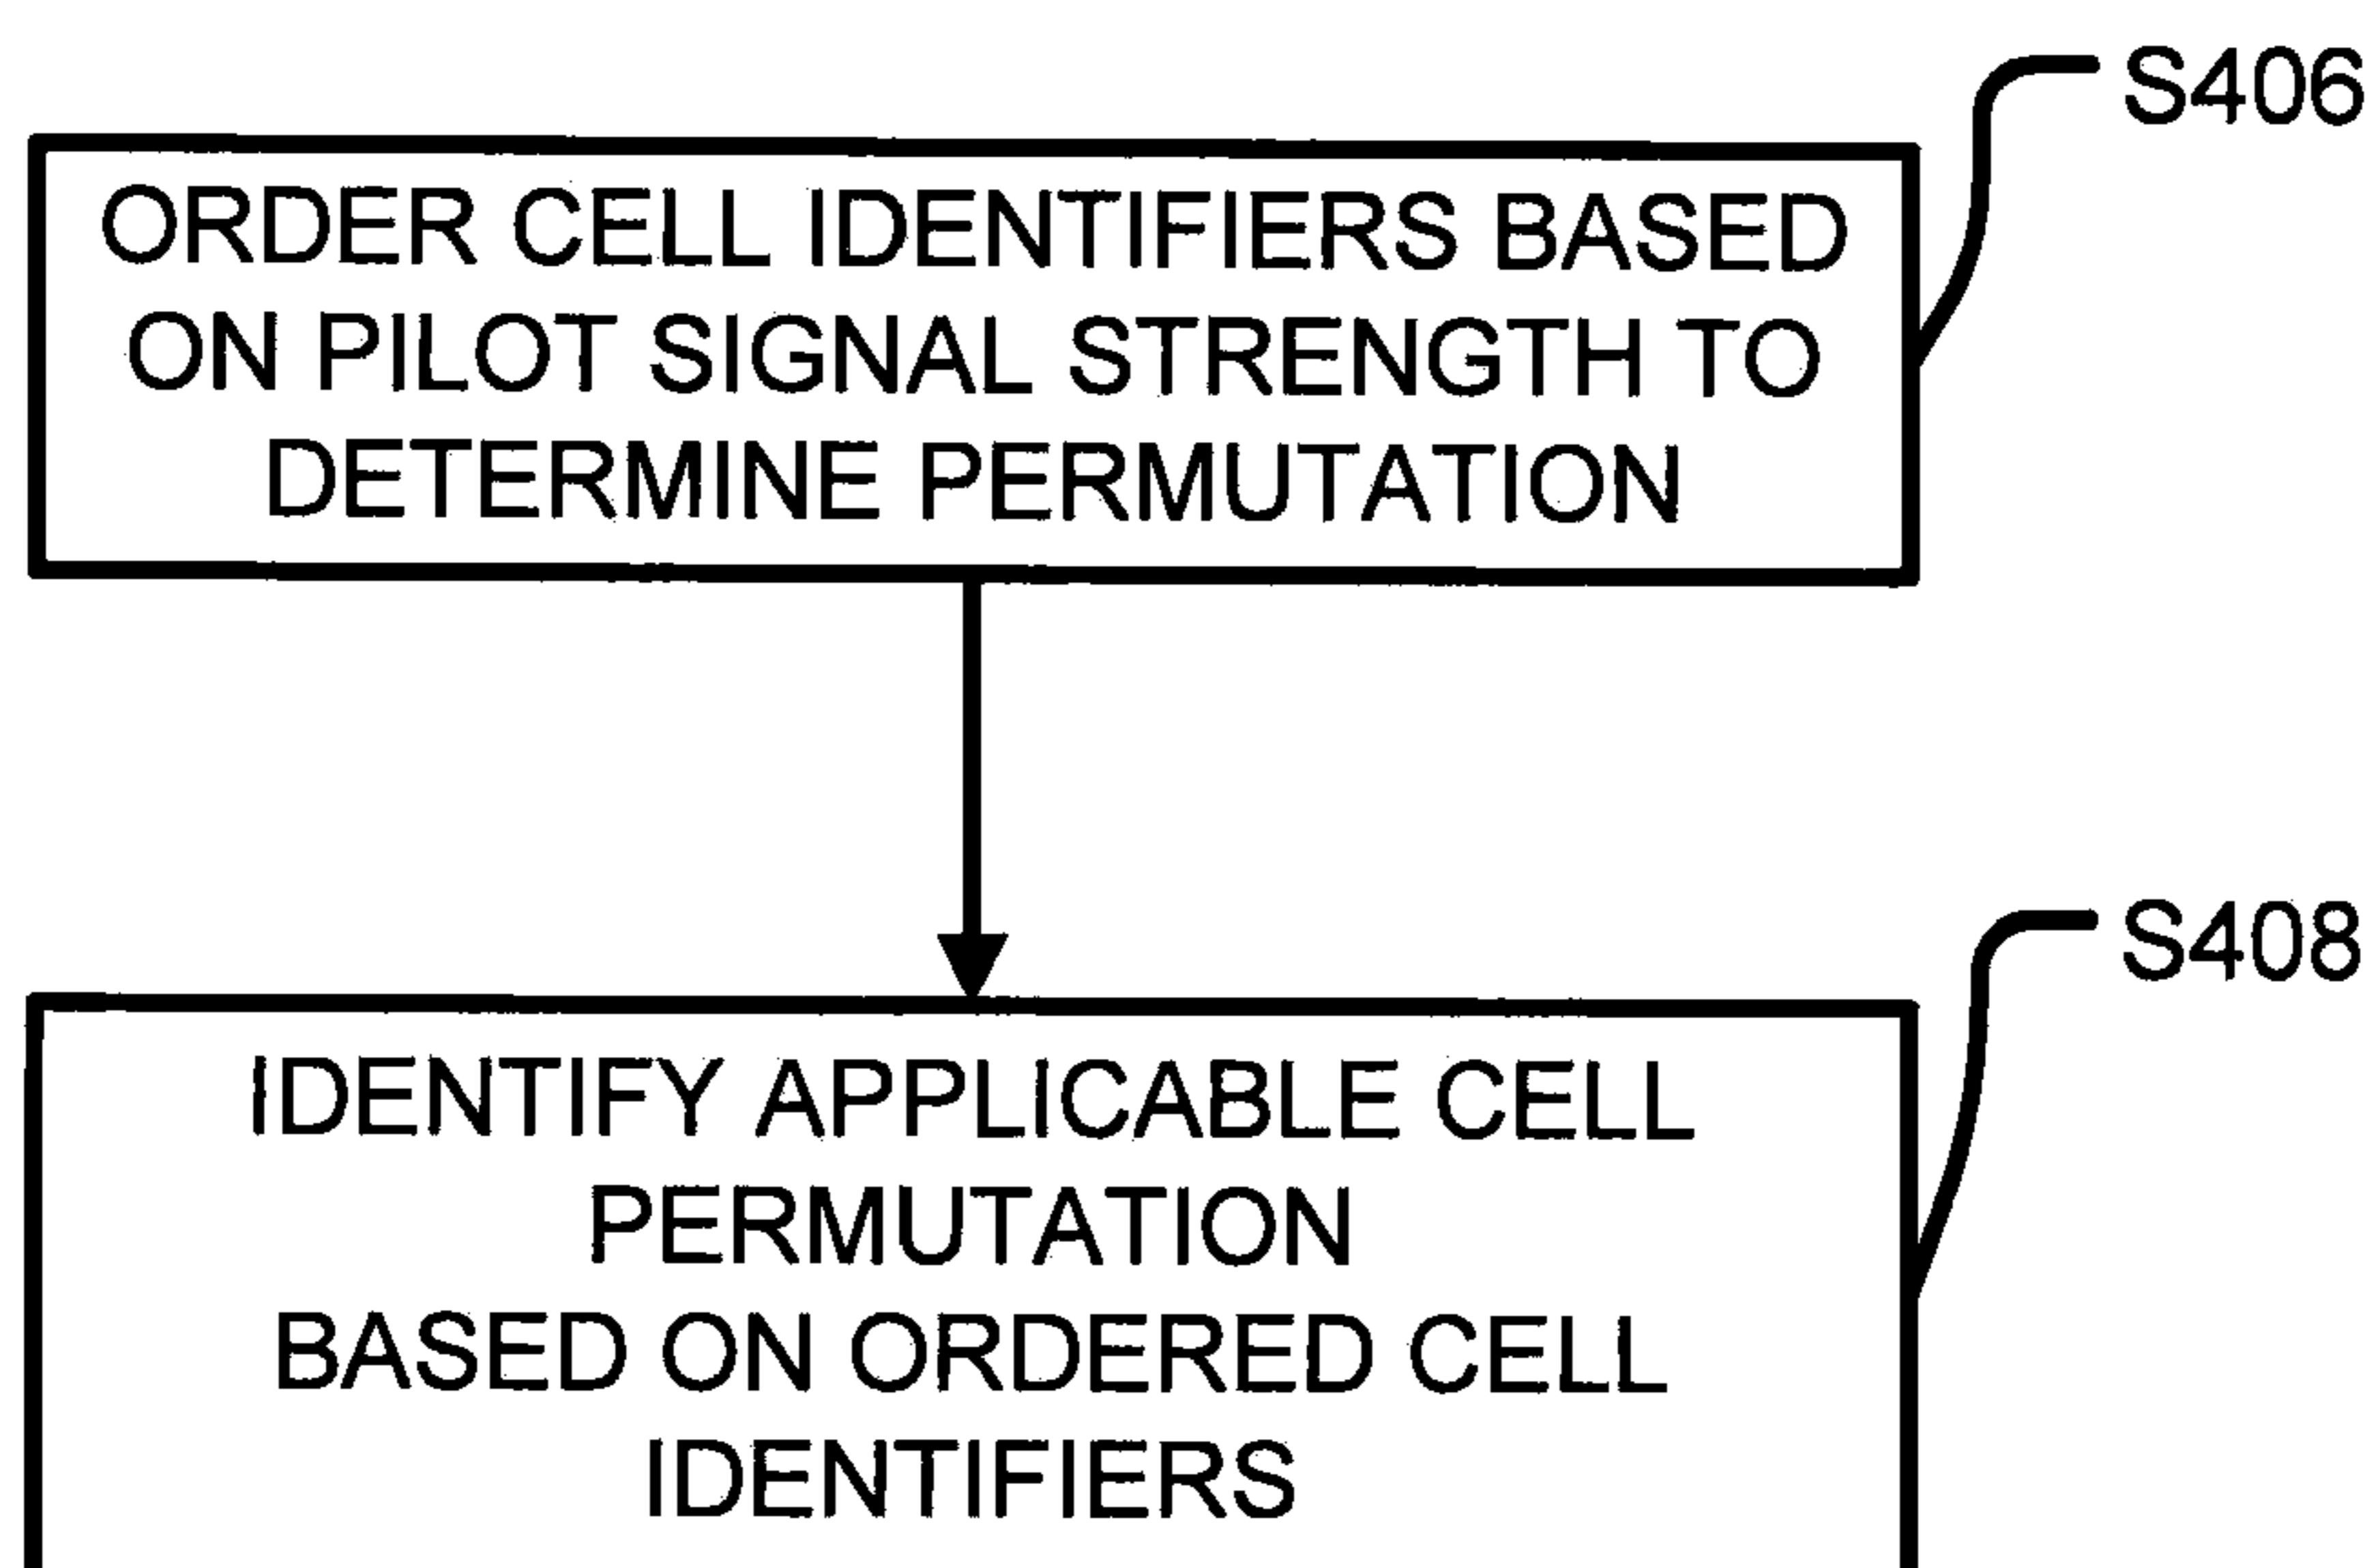 S406
ORDER CELL IDENTIFIERS BASED
ON PILOT SIGNAL STRENGTH TO
DETERMINE PERMUTATION
S408
IDENTIFY APPLICABLE CELL
PERMUTATION
BASED ON ORDERED CELL
IDENTIFIERS